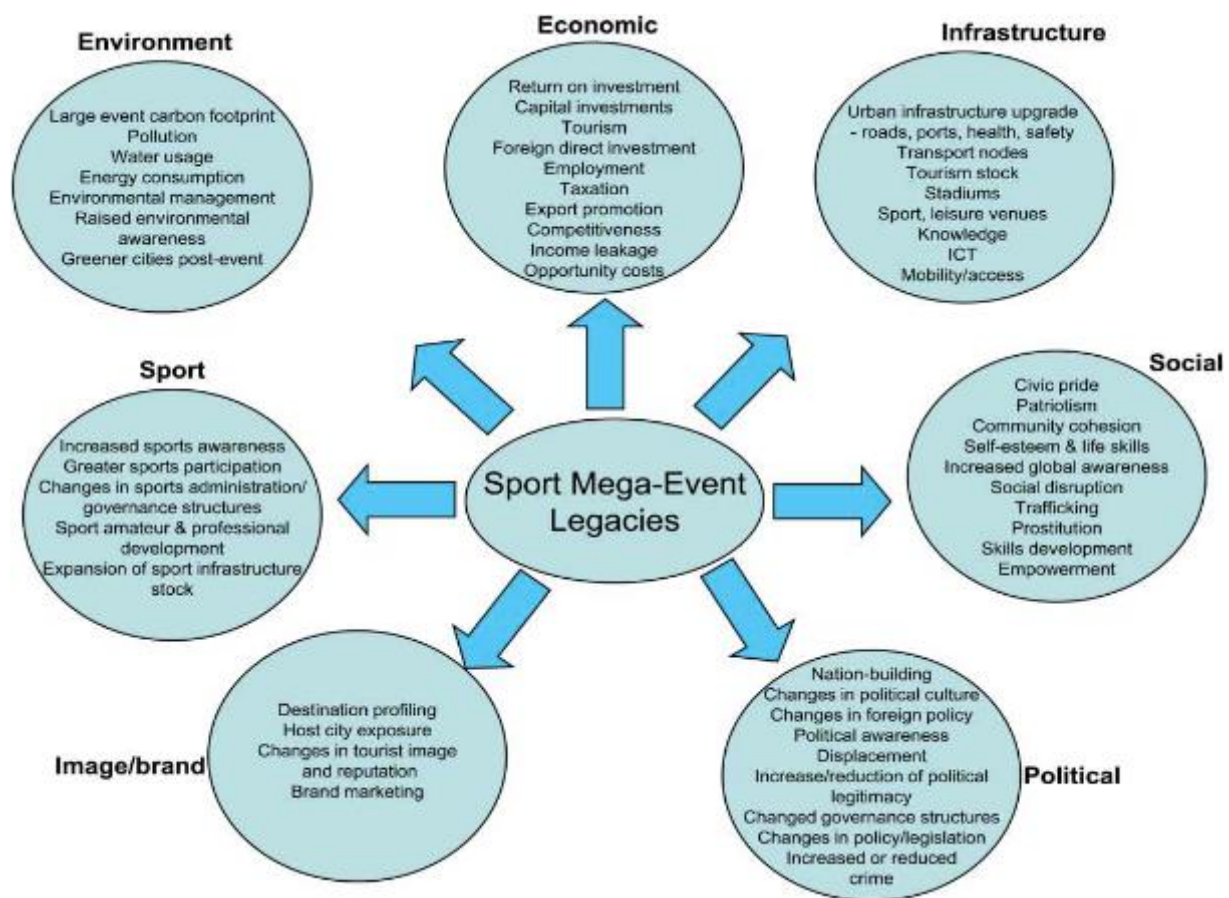 Environment
Large event carbon footprint
Pollution
Water usage
Energy consumption
Environmental management
Raised environmental
awareness
Greener cities post-event
Economic
Return on investment
Capital investments
Tourism
Foreign direct investment
Employment
Taxation
Export promotion
Competitiveness
Income leakage
Opportunity costs
Infrastructure
Urban infrastructure upgrade
- roads, ports, health, safety
Transport nodes
Tourism stock
Stadiums
Sport, leisure venues
Knowledge
ICT
Mobility/access
Sport
Increased sports awareness
Greater sports participation
Changes in sports administration/
governance structures
Sport amateur & professional
development
Expansion of sport infrastructure
stock
Sport Mega-Event
Legacies
Social
Civic pride
Patriotism
Community cohesion
Self-esteem & life skills
Increased global awareness
Social disruption
Trafficking
Prostitution
Skills development
Empowerment
Image/brand
Destination profiling
Host city exposure
Changes in tourist image
and reputation
Brand marketing
Political
Nation-building
Changes in political culture
Changes in foreign policy
Political awareness
Displacement
Increase/reduction of political
legitimacy
Changed governance structures
Changes in policy/legislation
Increased or reduced
crime